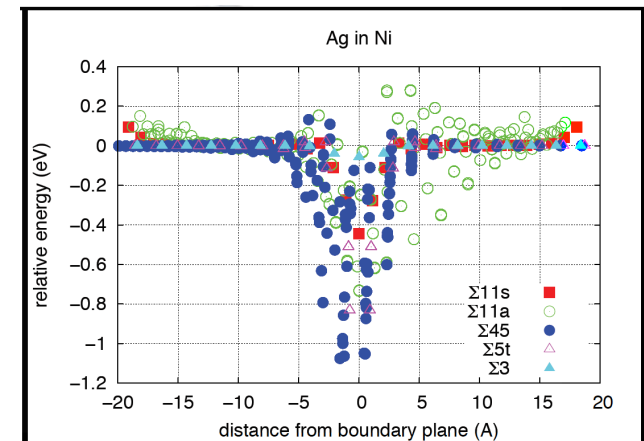 Ag in Ni
relative energy (eV)
0.4
0.2
0
−0.2
−0.4
−0.6
−0.8
−1
−1.2
Σ11s
Σ11a
Σ45
Σ5t
Σ3
−20 −15 −10 −5 0 5 10 15 20
distance from boundary plane (A)